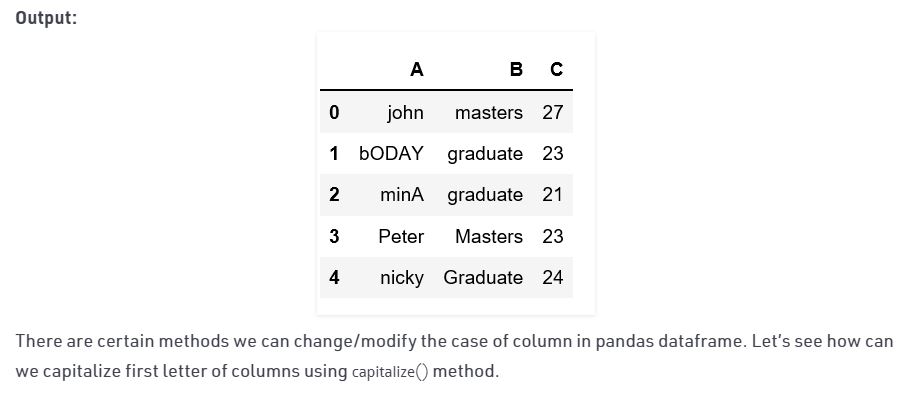 Output:
A B C
0 john masters 27
1 bODAY graduate 23
2 minA graduate 21
3 Peter Masters 23
4 nicky Graduate 24
There are certain methods we can change/modify the case of column in pandas dataframe. Let's see how can
we capitalize first letter of columns using capitalize() method.